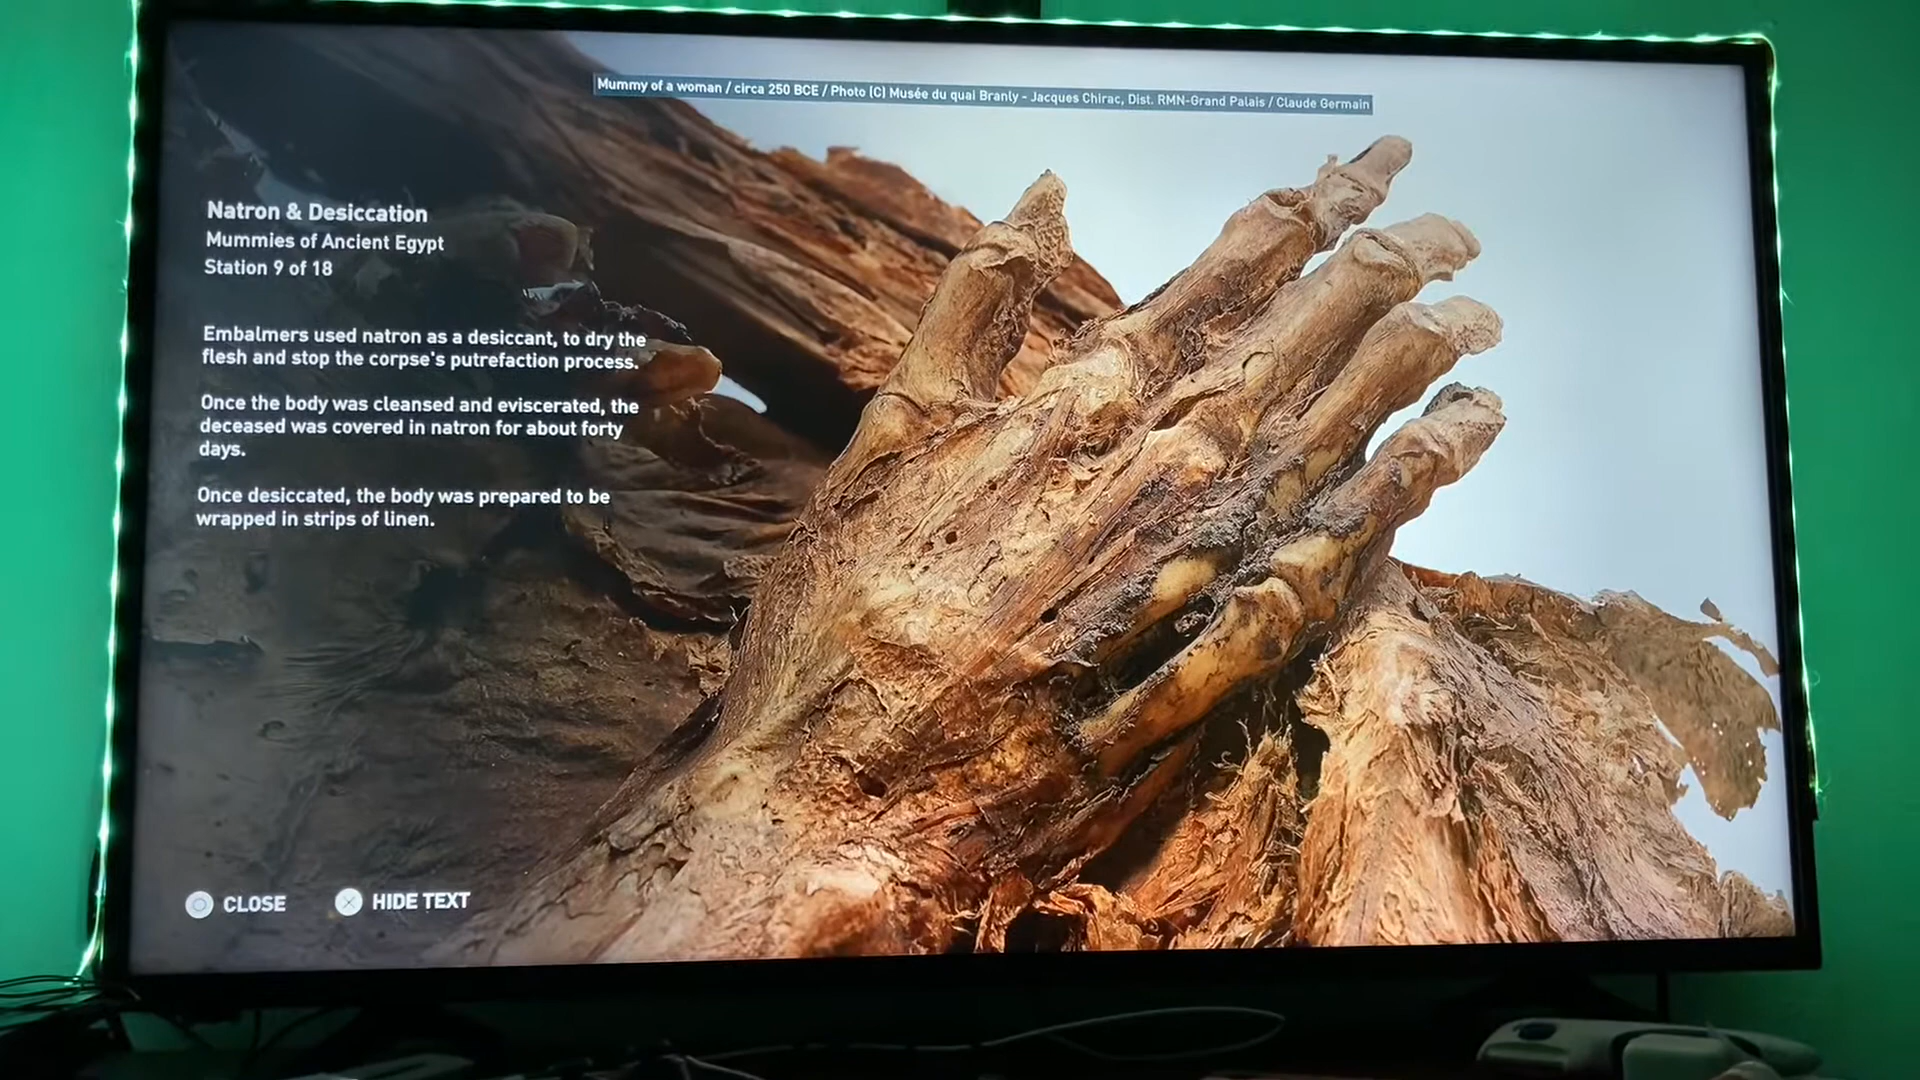 Mummy of a woman / circa 250 BCE / Photo (C) Musée du quai Branly - Jacques Chirac, Dist. RMN-Grand Palais / Claude Germain
Natron & Desiccation
Mummies of Ancient Egypt
Station 9 of 18
Embalmers used natron as a desiccant, to dry the
flesh and stop the corpse's putrefaction process.
Once the body was cleansed and eviscerated, the
deceased was covered in natron for about forty
days.
Once desiccated, the body was prepared to be
wrapped in strips of linen.
CLOSE HIDE TEXT